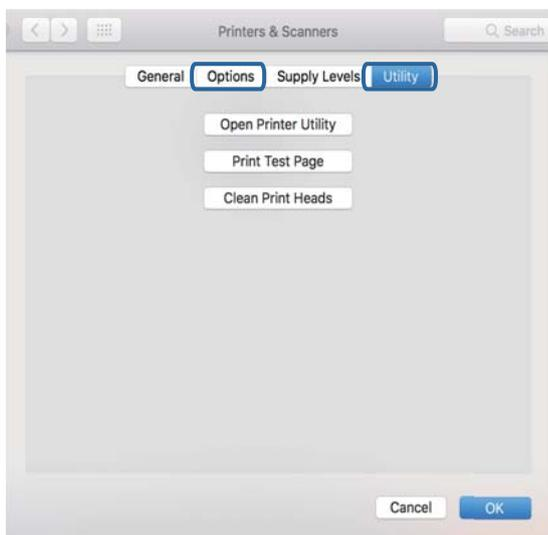 Printers & Scanners
Search
General Options Supply Levels Utility
Open Printer Utility
Print Test Page
Clean Print Heads
Cancel OK